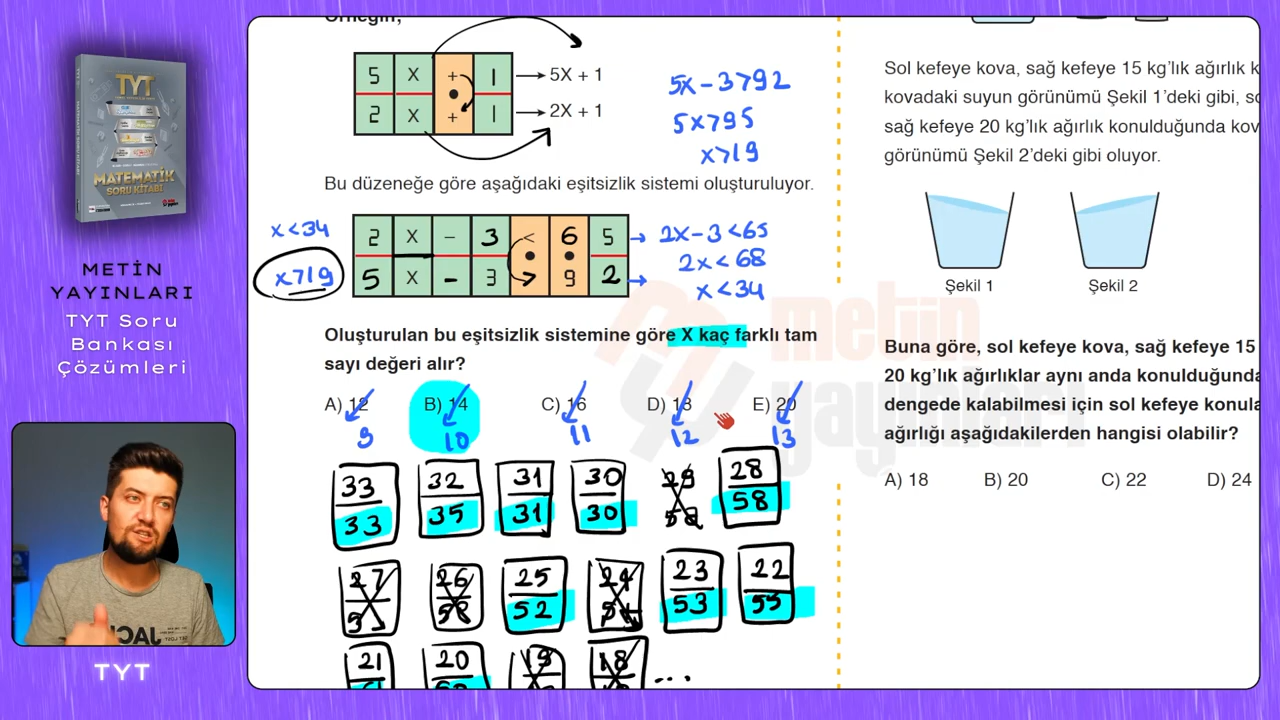 Örneğin,
5 X + 1 → 5X + 1
2 X + 1 → 2X + 1
5x-3>92
5x>95
x>19
Bu düzeneğe göre aşağıdaki eşitsizlik sistemi oluşturuluyor.
x<34
x>19
2 X - 3 < 6 5
5 X - 3 > 9 2
→ 2x-3<65
2x<68
→ x<34
Oluşturulan bu eşitsizlik sistemine göre X kaç farklı tam
sayı değeri alır?
A) 12 B) 14 C) 16 D) 18 E) 20
9 10 11 12 13
33 32 31 30 29 28
33 35 31 30 58
27 26 25 24 23 22
58 52 53 55
21 20 19 18 ...
Sol kefeye kova, sağ kefeye 15 kg'lık ağırlık k
kovadaki suyun görünümü Şekil 1'deki gibi, so
sağ kefeye 20 kg'lık ağırlık konulduğunda kov
görünümü Şekil 2'deki gibi oluyor.
Şekil 1 Şekil 2
Buna göre, sol kefeye kova, sağ kefeye 15
20 kg'lık ağırlıklar aynı anda konulduğunda
dengede kalabilmesi için sol kefeye konula
ağırlığı aşağıdakilerden hangisi olabilir?
A) 18 B) 20 C) 22 D) 24
metin
yayınları
TYT
MATEMATİK
SORU KİTABI
METİN
YAYINLARI
TYT Soru
Bankası
Çözümleri
TYT